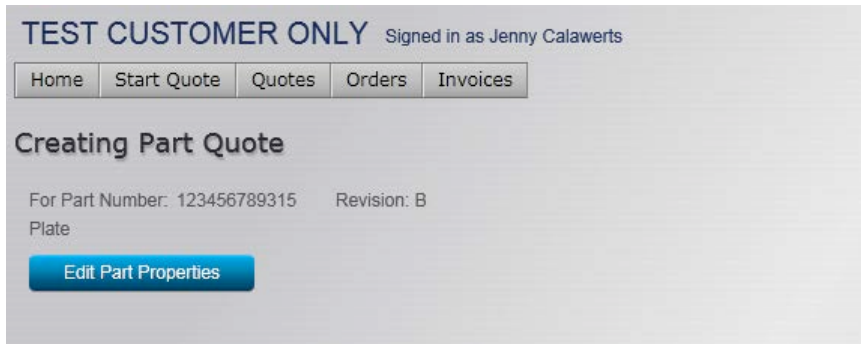 TEST CUSTOMER ONLY Signed in as Jenny Calawerts
Home Start Quote Quotes Orders Invoices
Creating Part Quote
For Part Number: 123456789315 Revision: B
Plate
Edit Part Properties